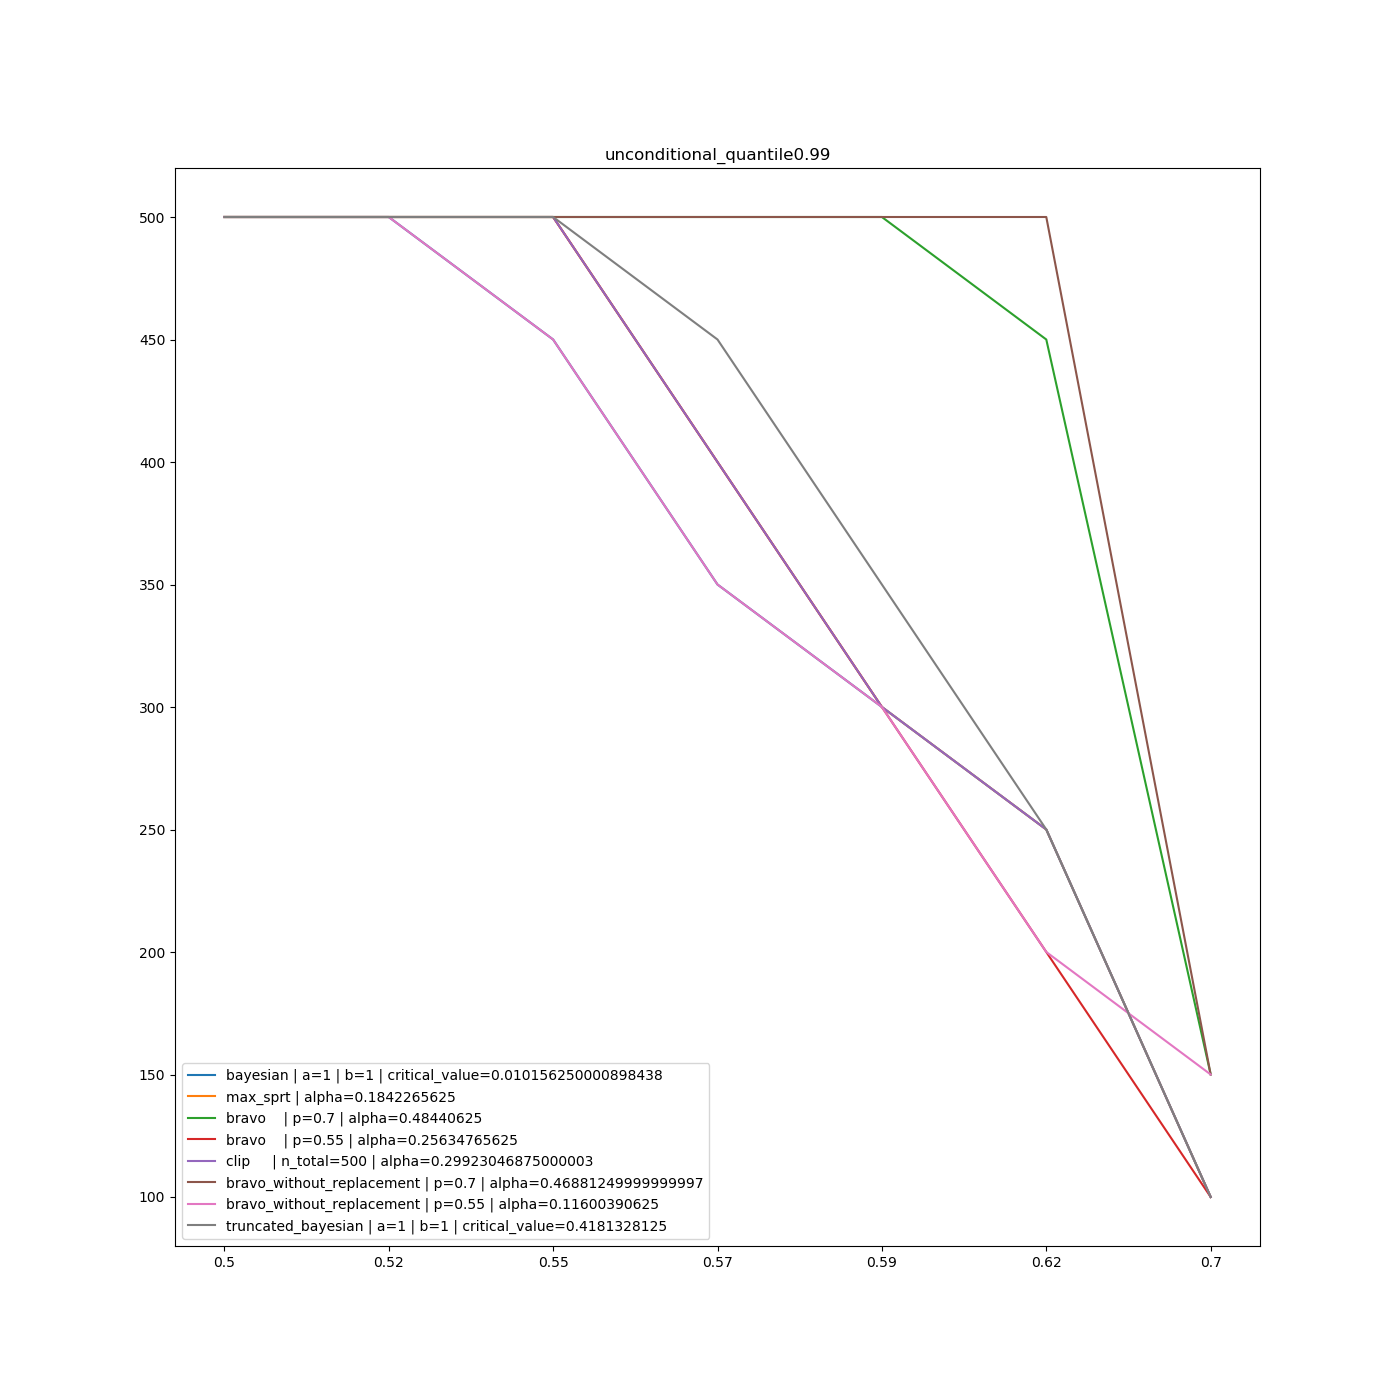 unconditional_quantile0.99
500
450
400
350
300
250
200
150
100
bayesian | a=1 | b=1 | critical_value=0.010156250000898438
max_sprt | alpha=0.1842265625
bravo    | p=0.7 | alpha=0.48440625
bravo    | p=0.55 | alpha=0.25634765625
clip     | n_total=500 | alpha=0.29923046875000003
bravo_without_replacement | p=0.7 | alpha=0.46881249999999997
bravo_without_replacement | p=0.55 | alpha=0.11600390625
truncated_bayesian | a=1 | b=1 | critical_value=0.4181328125
0.5 0.52 0.55 0.57 0.59 0.62 0.7